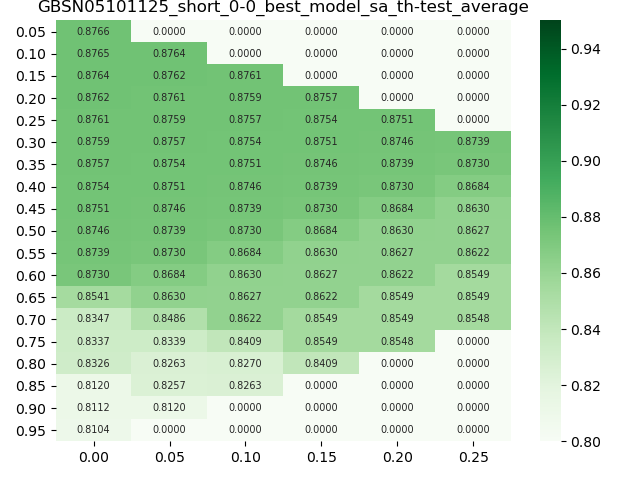 GBSN05101125_short_0-0_best_model_sa_th-test_average
0.05 0.8766 0.0000 0.0000 0.0000 0.0000 0.0000
0.10 0.8765 0.8764 0.0000 0.0000 0.0000 0.0000
0.15 0.8764 0.8762 0.8761 0.0000 0.0000 0.0000
0.20 0.8762 0.8761 0.8759 0.8757 0.0000 0.0000
0.25 0.8761 0.8759 0.8757 0.8754 0.8751 0.0000
0.30 0.8759 0.8757 0.8754 0.8751 0.8746 0.8739
0.35 0.8757 0.8754 0.8751 0.8746 0.8739 0.8730
0.40 0.8754 0.8751 0.8746 0.8739 0.8730 0.8684
0.45 0.8751 0.8746 0.8739 0.8730 0.8684 0.8630
0.50 0.8746 0.8739 0.8730 0.8684 0.8630 0.8627
0.55 0.8739 0.8730 0.8684 0.8630 0.8627 0.8622
0.60 0.8730 0.8684 0.8630 0.8627 0.8622 0.8549
0.65 0.8541 0.8630 0.8627 0.8622 0.8549 0.8549
0.70 0.8347 0.8486 0.8622 0.8549 0.8549 0.8548
0.75 0.8337 0.8339 0.8409 0.8549 0.8548 0.0000
0.80 0.8326 0.8263 0.8270 0.8409 0.0000 0.0000
0.85 0.8120 0.8257 0.8263 0.0000 0.0000 0.0000
0.90 0.8112 0.8120 0.0000 0.0000 0.0000 0.0000
0.95 0.8104 0.0000 0.0000 0.0000 0.0000 0.0000
0.00 0.05 0.10 0.15 0.20 0.25
0.94
0.92
0.90
0.88
0.86
0.84
0.82
0.80